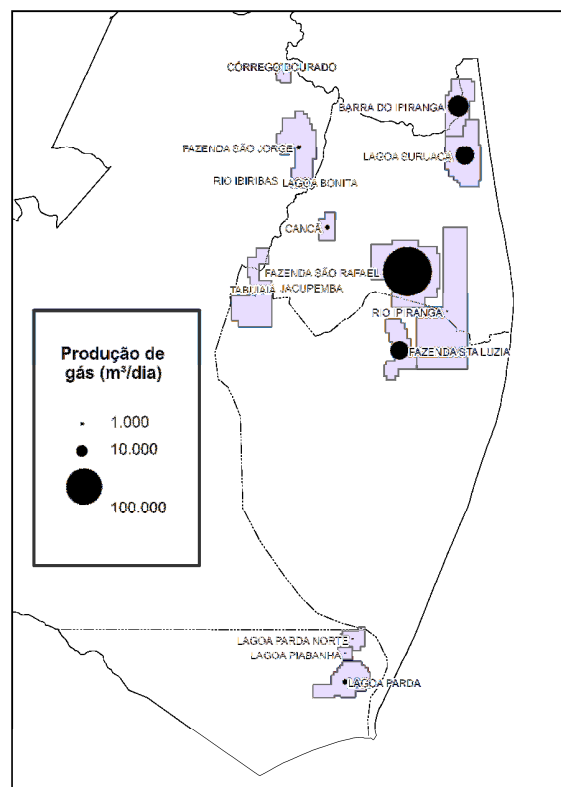 CÓRREGO DOURADO
BARRA DO IPIRANGA
FAZENDA SÃO JORGE
LAGOA SURUACA
RIO IBIRIBAS
LAGOA BONITA
CANCÃ
FAZENDA SÃO RAFAEL
TABUIAIA
JACUPEMBA
RIO IPIRANGA
FAZENDA STA LUZIA
Produção de
gás (m³/dia)
1.000
10.000
100.000
LAGOA PARDA NORTE
LAGOA PIABANHA
LAGOA PARDA